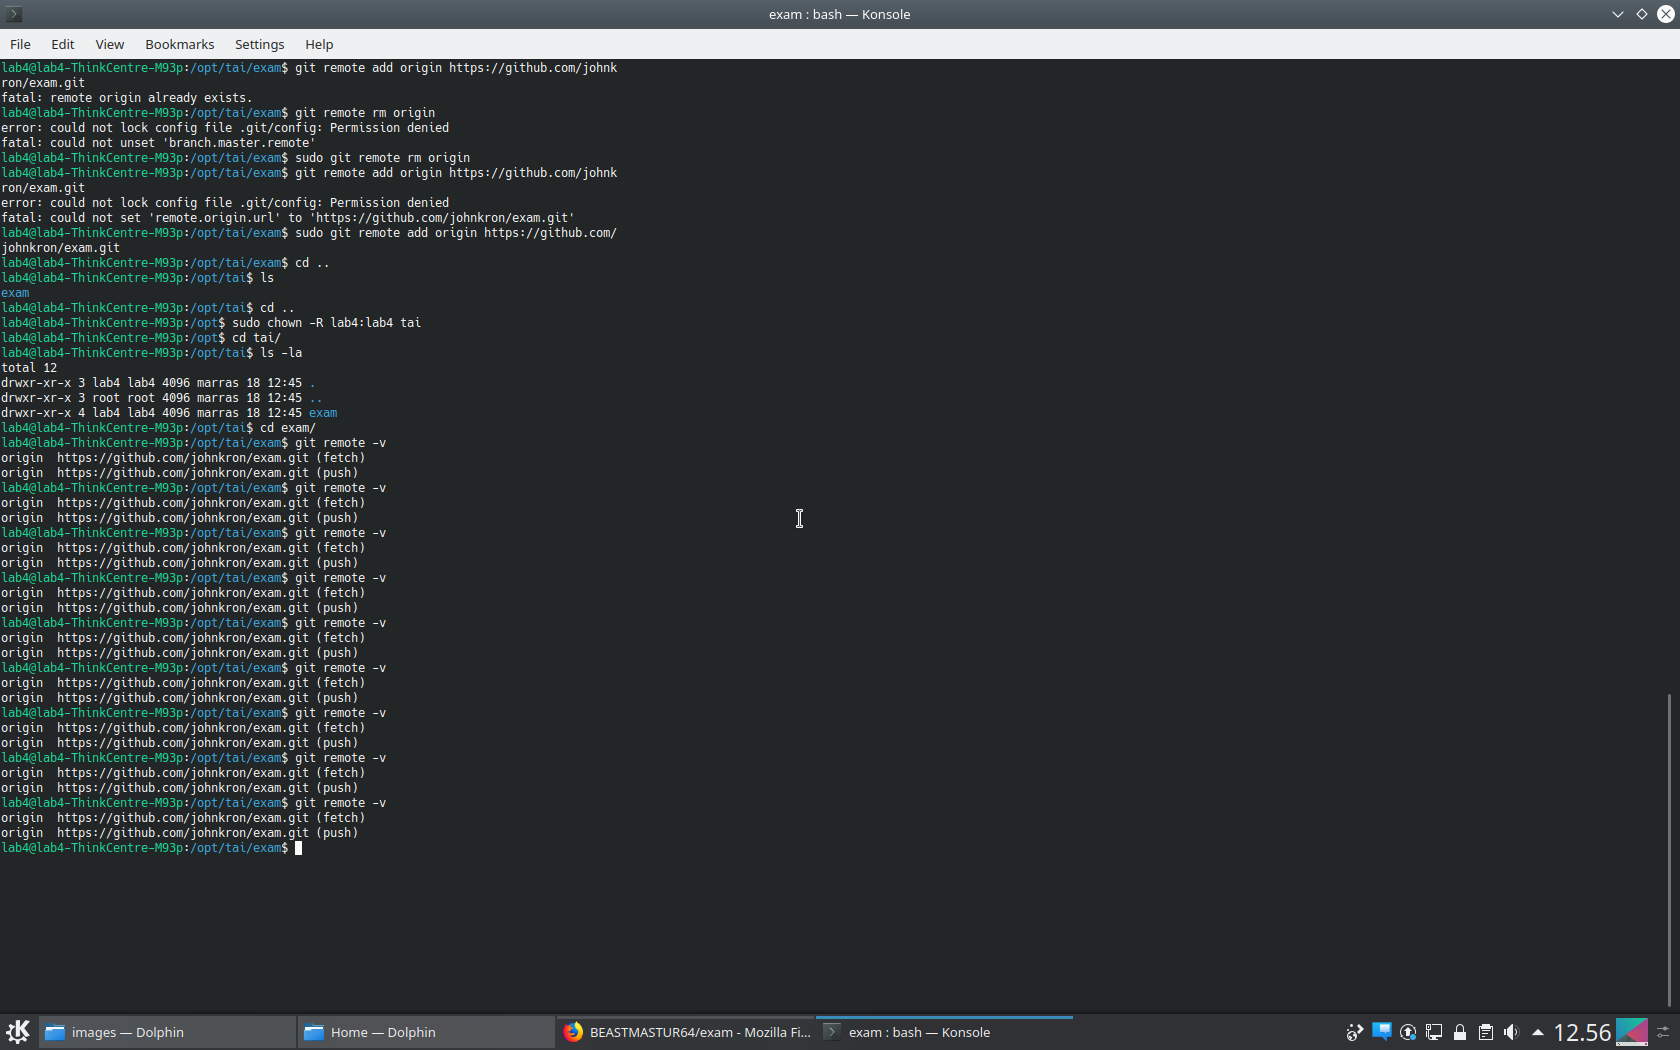 exam : bash — Konsole
File Edit View Bookmarks Settings Help
lab4@lab4-ThinkCentre-M93p:/opt/tai/exam$ git remote add origin https://github.com/johnk
ron/exam.git
fatal: remote origin already exists.
lab4@lab4-ThinkCentre-M93p:/opt/tai/exam$ git remote rm origin
error: could not lock config file .git/config: Permission denied
fatal: could not unset 'branch.master.remote'
lab4@lab4-ThinkCentre-M93p:/opt/tai/exam$ sudo git remote rm origin
lab4@lab4-ThinkCentre-M93p:/opt/tai/exam$ git remote add origin https://github.com/johnk
ron/exam.git
error: could not lock config file .git/config: Permission denied
fatal: could not set 'remote.origin.url' to 'https://github.com/johnkron/exam.git'
lab4@lab4-ThinkCentre-M93p:/opt/tai/exam$ sudo git remote add origin https://github.com/
johnkron/exam.git
lab4@lab4-ThinkCentre-M93p:/opt/tai/exam$ cd ..
lab4@lab4-ThinkCentre-M93p:/opt/tai$ ls
exam
lab4@lab4-ThinkCentre-M93p:/opt/tai$ cd ..
lab4@lab4-ThinkCentre-M93p:/opt$ sudo chown -R lab4:lab4 tai
lab4@lab4-ThinkCentre-M93p:/opt$ cd tai/
lab4@lab4-ThinkCentre-M93p:/opt/tai$ ls -la
total 12
drwxr-xr-x 3 lab4 lab4 4096 marras 18 12:45 .
drwxr-xr-x 3 root root 4096 marras 18 12:45 ..
drwxr-xr-x 4 lab4 lab4 4096 marras 18 12:45 exam
lab4@lab4-ThinkCentre-M93p:/opt/tai$ cd exam/
lab4@lab4-ThinkCentre-M93p:/opt/tai/exam$ git remote -v
origin  https://github.com/johnkron/exam.git (fetch)
origin  https://github.com/johnkron/exam.git (push)
lab4@lab4-ThinkCentre-M93p:/opt/tai/exam$ git remote -v
origin  https://github.com/johnkron/exam.git (fetch)
origin  https://github.com/johnkron/exam.git (push)
lab4@lab4-ThinkCentre-M93p:/opt/tai/exam$ git remote -v
origin  https://github.com/johnkron/exam.git (fetch)
origin  https://github.com/johnkron/exam.git (push)
lab4@lab4-ThinkCentre-M93p:/opt/tai/exam$ git remote -v
origin  https://github.com/johnkron/exam.git (fetch)
origin  https://github.com/johnkron/exam.git (push)
lab4@lab4-ThinkCentre-M93p:/opt/tai/exam$ git remote -v
origin  https://github.com/johnkron/exam.git (fetch)
origin  https://github.com/johnkron/exam.git (push)
lab4@lab4-ThinkCentre-M93p:/opt/tai/exam$ git remote -v
origin  https://github.com/johnkron/exam.git (fetch)
origin  https://github.com/johnkron/exam.git (push)
lab4@lab4-ThinkCentre-M93p:/opt/tai/exam$ git remote -v
origin  https://github.com/johnkron/exam.git (fetch)
origin  https://github.com/johnkron/exam.git (push)
lab4@lab4-ThinkCentre-M93p:/opt/tai/exam$ git remote -v
origin  https://github.com/johnkron/exam.git (fetch)
origin  https://github.com/johnkron/exam.git (push)
lab4@lab4-ThinkCentre-M93p:/opt/tai/exam$ git remote -v
origin  https://github.com/johnkron/exam.git (fetch)
origin  https://github.com/johnkron/exam.git (push)
lab4@lab4-ThinkCentre-M93p:/opt/tai/exam$
images — Dolphin Home — Dolphin BEASTMASTUR64/exam - Mozilla Fi... exam : bash — Konsole 12.56